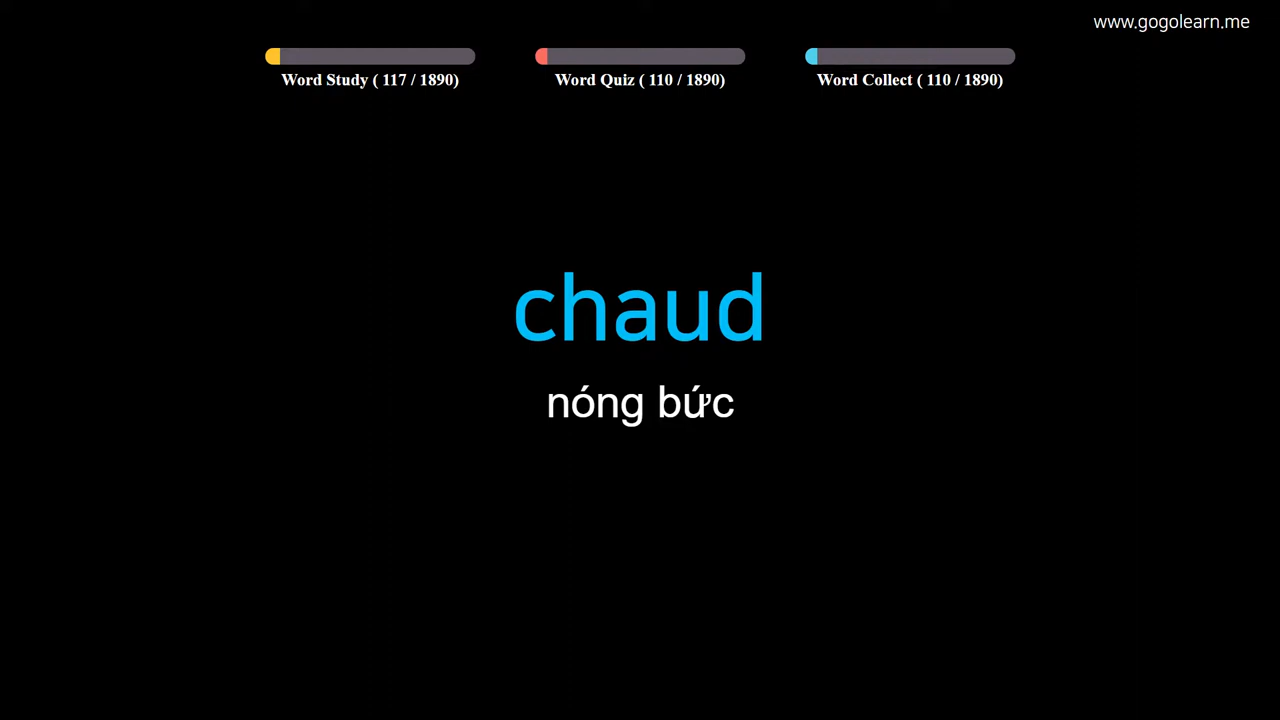 www.gogolearn.me
Word Study ( 117 / 1890)
Word Quiz ( 110 / 1890)
Word Collect ( 110 / 1890)
chaud
nóng bức